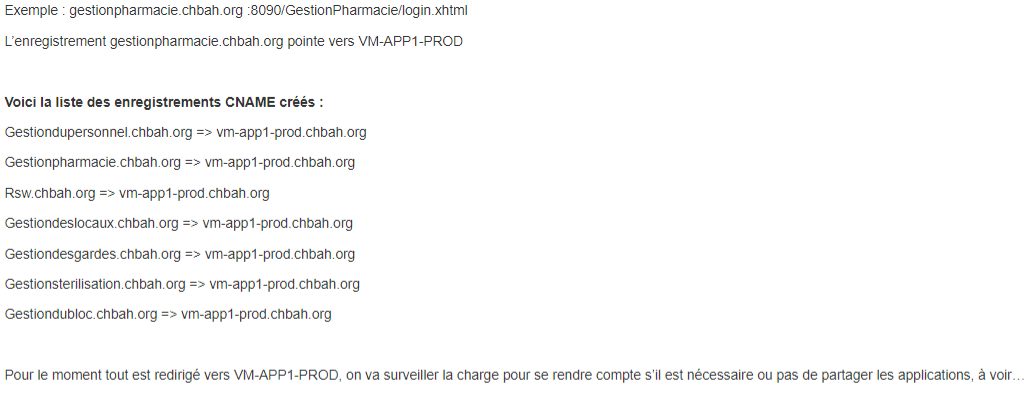 Exemple : gestionpharmacie.chbah.org :8090/GestionPharmacie/login.xhtml
L’enregistrement gestionpharmacie.chbah.org pointe vers VM-APP1-PROD
Voici la liste des enregistrements CNAME créés :
Gestiondupersonnel.chbah.org => vm-app1-prod.chbah.org
Gestionpharmacie.chbah.org => vm-app1-prod.chbah.org
Rsw.chbah.org => vm-app1-prod.chbah.org
Gestiondeslocaux.chbah.org => vm-app1-prod.chbah.org
Gestiondesgardes.chbah.org => vm-app1-prod.chbah.org
Gestionsterilisation.chbah.org => vm-app1-prod.chbah.org
Gestiondubloc.chbah.org => vm-app1-prod.chbah.org
Pour le moment tout est redirigé vers VM-APP1-PROD, on va surveiller la charge pour se rendre compte s’il est nécessaire ou pas de partager les applications, à voir…